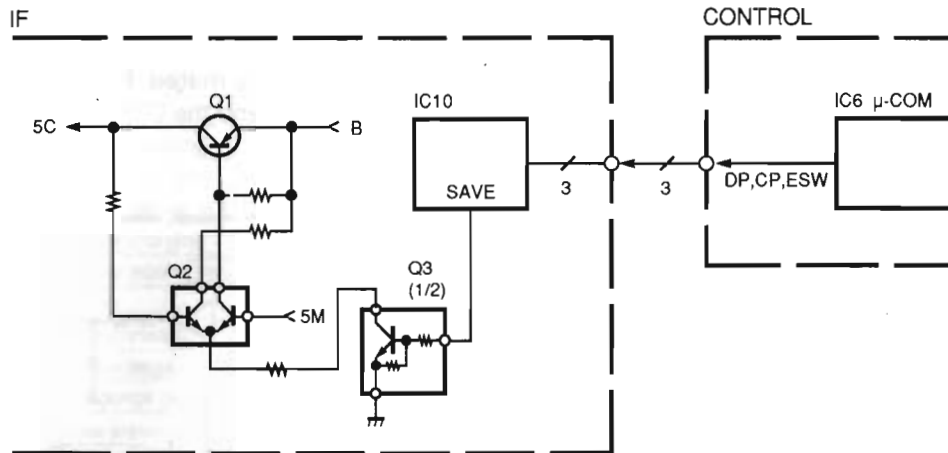 IF
CONTROL
Q1
5C
B
IC10
SAVE
3
3
DP,CP,ESW
IC6 µ-COM
Q2
5M
Q3
(1/2)